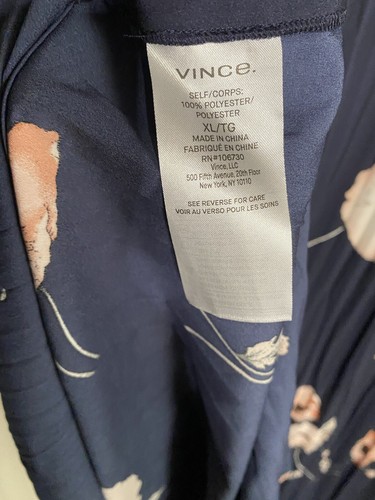 VINCE.
SELF/CORPS:
100% POLYESTER/
POLYESTER
XL/TG
MADE IN CHINA
FABRIQUÉ EN CHINE
RN#106730
Vince, LLC
500 Fifth Avenue, 20th Floor
New York, NY 10110
SEE REVERSE FOR CARE
VOIR AU VERSO POUR LES SOINS